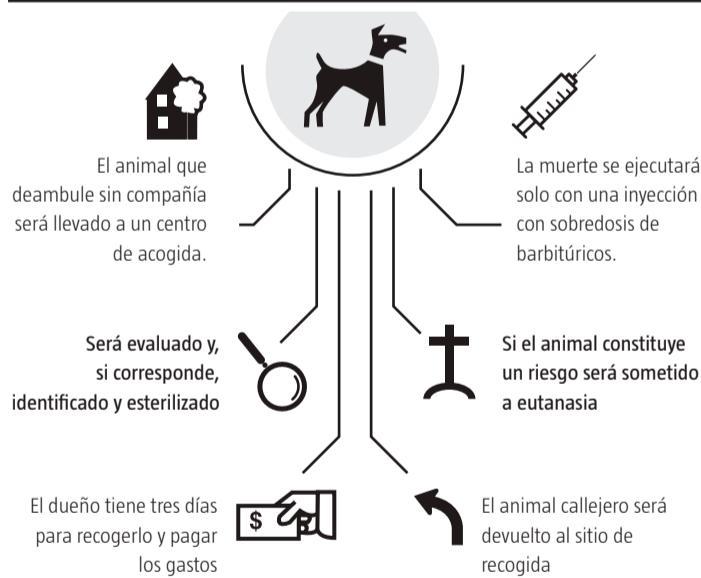 El animal que
deambule sin compañía
será llevado a un centro
de acogida.
La muerte se ejecutará
solo con una inyección
con sobredosis de
barbitúricos.
Será evaluado y,
si corresponde,
identificado y esterilizado
Si el animal constituye
un riesgo será sometido
a eutanasia
$
El dueño tiene tres días
para recogerlo y pagar
los gastos
El animal callejero será
devuelto al sitio de
recogida